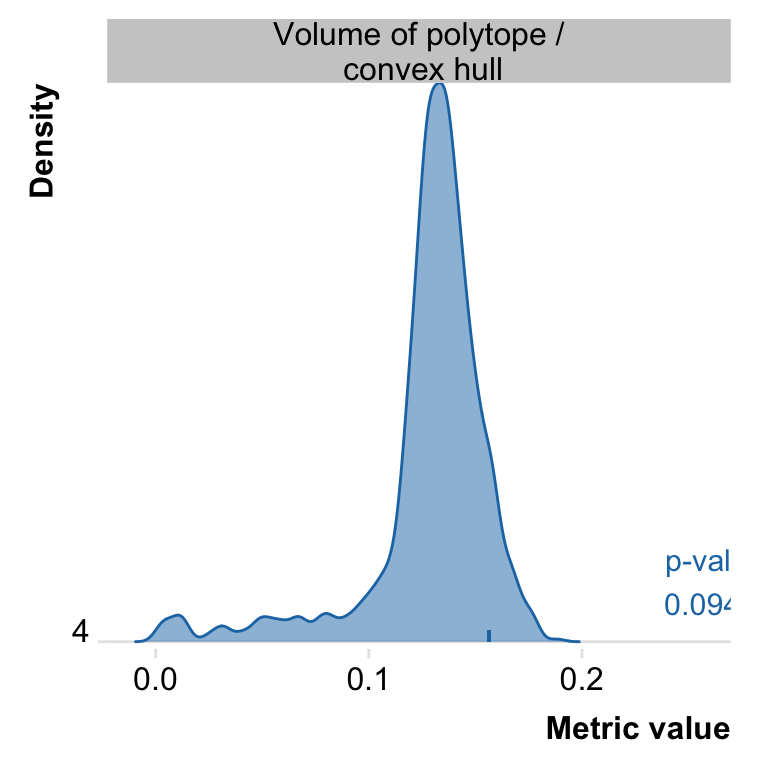 Volume of polytope /
convex hull
Density
p-val
0.094
4
0.0 0.1 0.2
Metric value